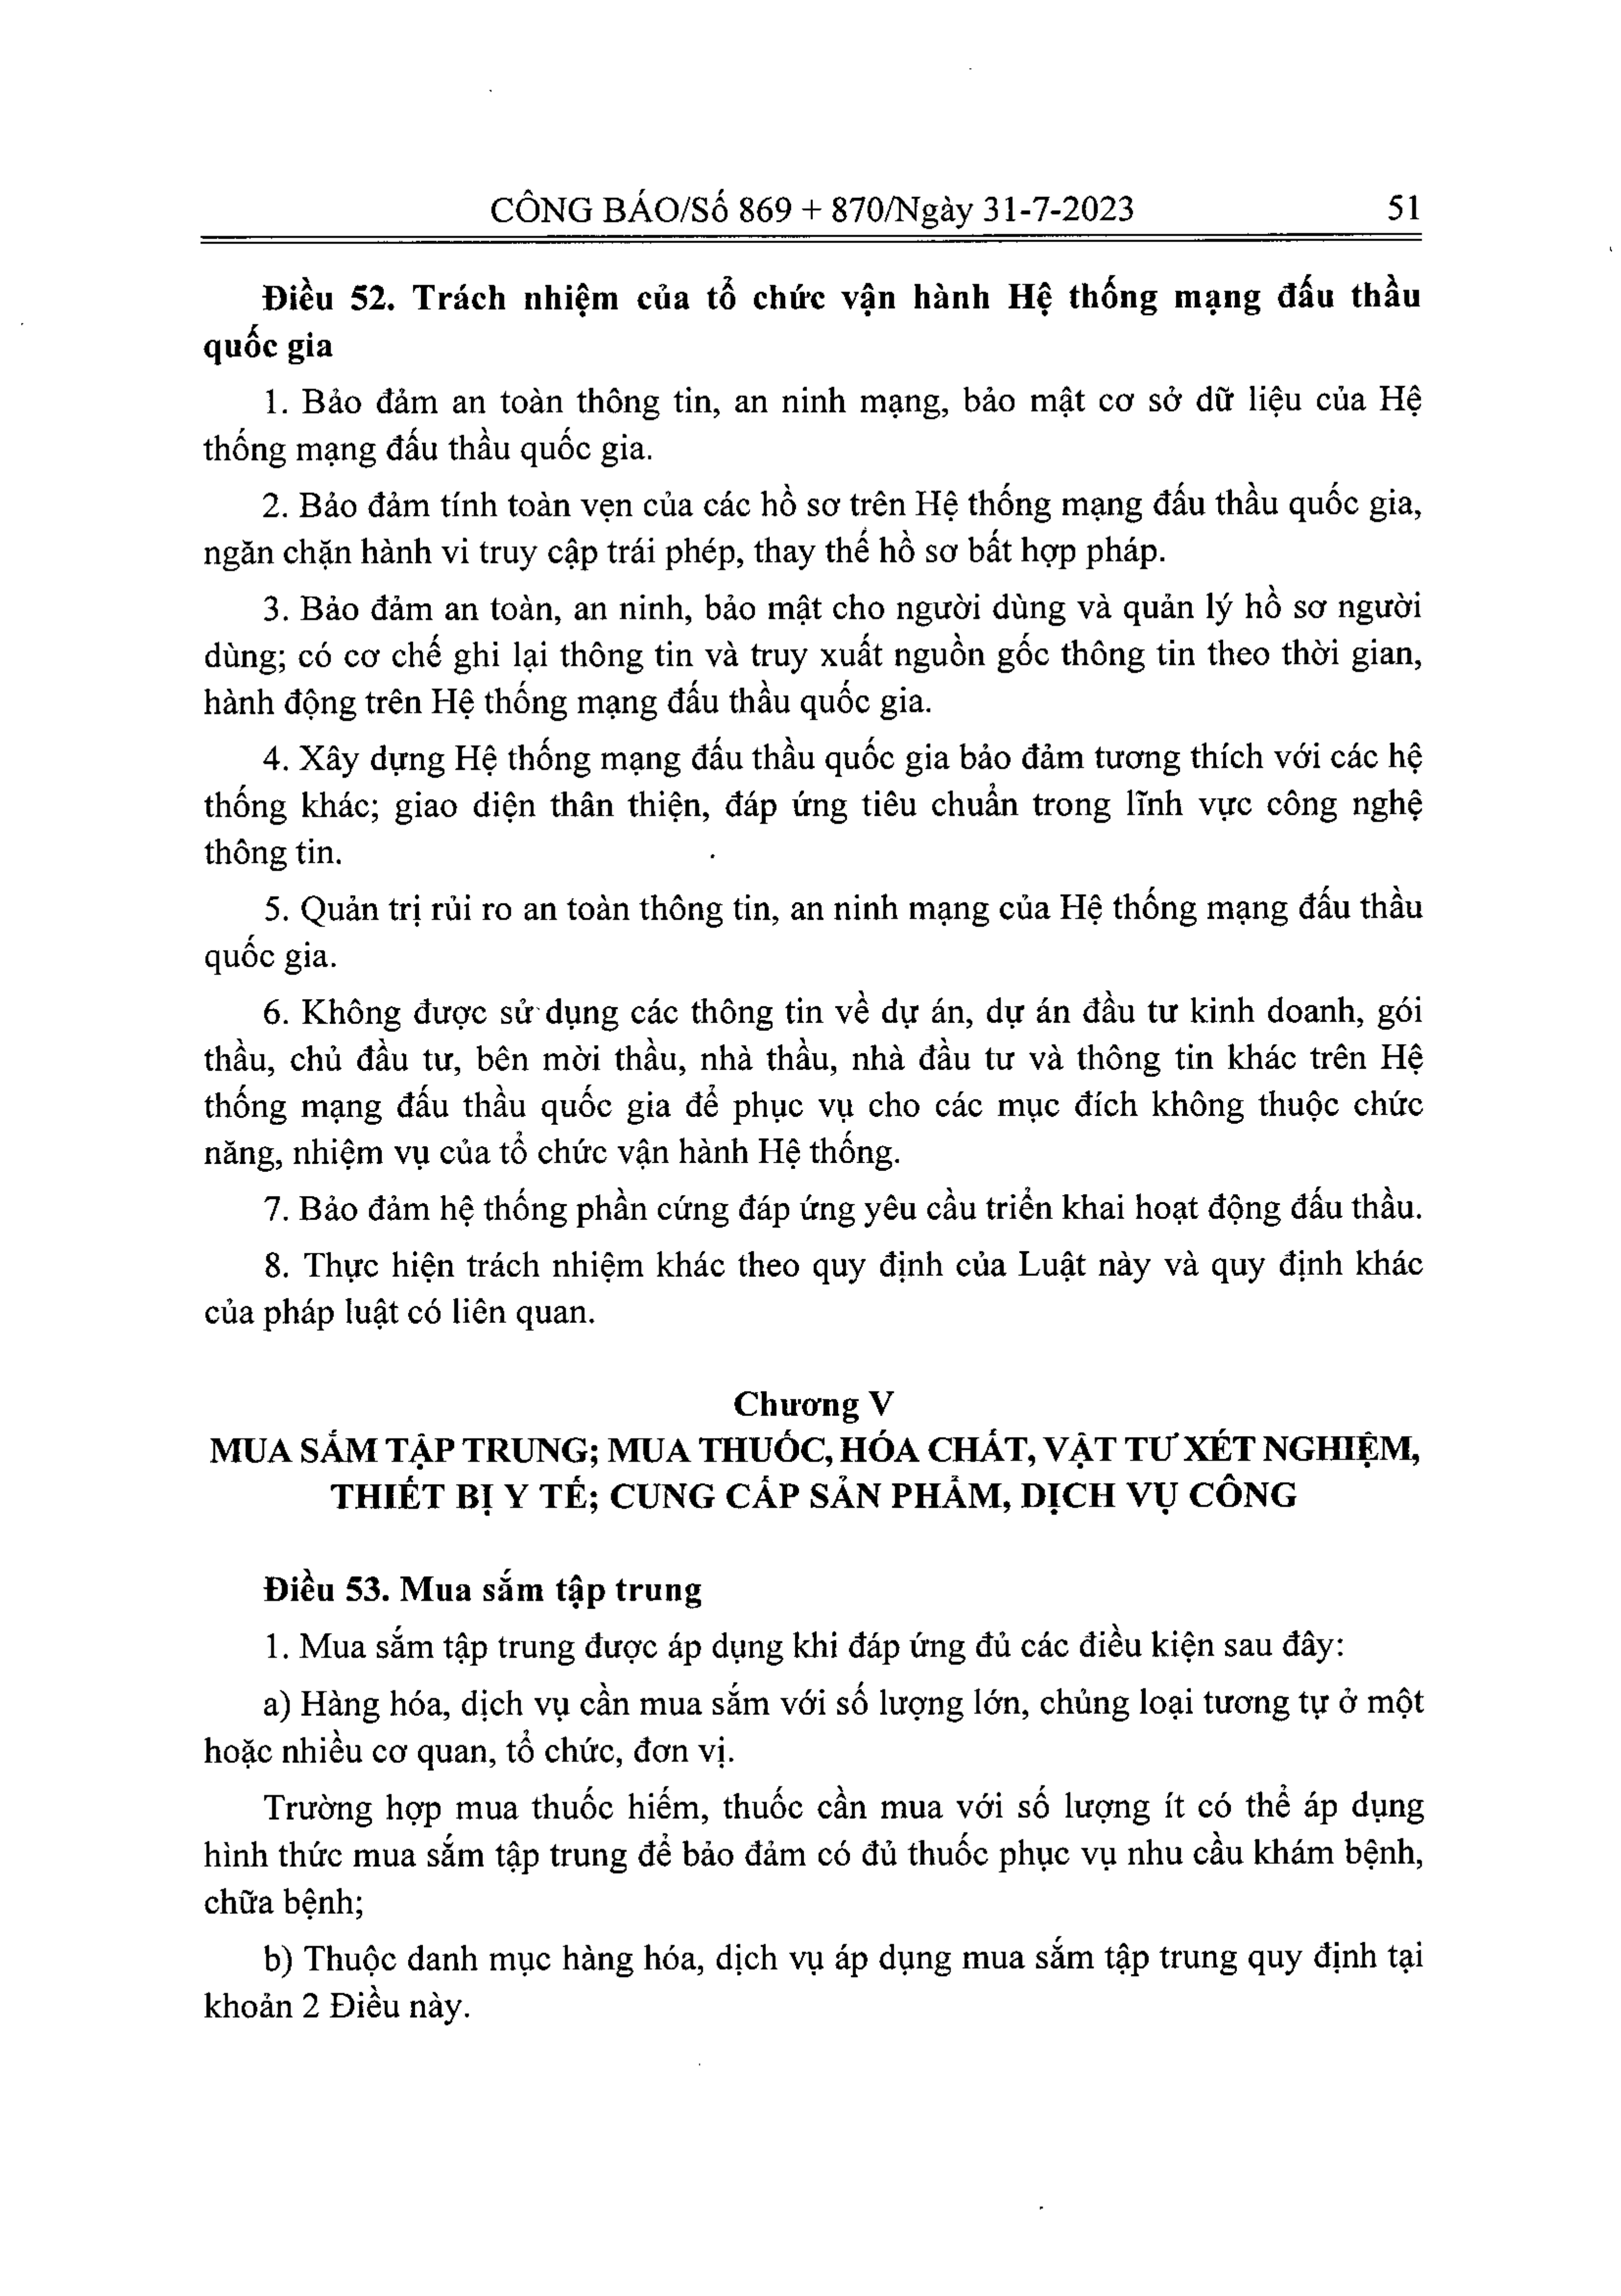 CÔNG BÁO/Số 869 + 870/Ngày 31-7-2023 51
Điều 52. Trách nhiệm của tổ chức vận hành Hệ thống mạng đấu thầu
quốc gia
1. Bảo đảm an toàn thông tin, an ninh mạng, bảo mật cơ sở dữ liệu của Hệ
thống mạng đấu thầu quốc gia.
2. Bảo đảm tính toàn vẹn của các hồ sơ trên Hệ thống mạng đấu thầu quốc gia,
ngăn chặn hành vi truy cập trái phép, thay thế hồ sơ bất hợp pháp.
3. Bảo đảm an toàn, an ninh, bảo mật cho người dùng và quản lý hồ sơ người
dùng; có cơ chế ghi lại thông tin và truy xuất nguồn gốc thông tin theo thời gian,
hành động trên Hệ thống mạng đấu thầu quốc gia.
4. Xây dựng Hệ thống mạng đấu thầu quốc gia bảo đảm tương thích với các hệ
thống khác; giao diện thân thiện, đáp ứng tiêu chuẩn trong lĩnh vực công nghệ
thông tin.
5. Quản trị rủi ro an toàn thông tin, an ninh mạng của Hệ thống mạng đấu thầu
quốc gia.
6. Không được sử dụng các thông tin về dự án, dự án đầu tư kinh doanh, gói
thầu, chủ đầu tư, bên mời thầu, nhà thầu, nhà đầu tư và thông tin khác trên Hệ
thống mạng đấu thầu quốc gia để phục vụ cho các mục đích không thuộc chức
năng, nhiệm vụ của tổ chức vận hành Hệ thống.
7. Bảo đảm hệ thống phần cứng đáp ứng yêu cầu triển khai hoạt động đấu thầu.
8. Thực hiện trách nhiệm khác theo quy định của Luật này và quy định khác
của pháp luật có liên quan.
Chương V
MUA SẮM TẬP TRUNG; MUA THUỐC, HÓA CHẤT, VẬT TƯ XÉT NGHIỆM,
THIẾT BỊ Y TẾ; CUNG CẤP SẢN PHẨM, DỊCH VỤ CÔNG
Điều 53. Mua sắm tập trung
1. Mua sắm tập trung được áp dụng khi đáp ứng đủ các điều kiện sau đây:
a) Hàng hóa, dịch vụ cần mua sắm với số lượng lớn, chủng loại tương tự ở một
hoặc nhiều cơ quan, tổ chức, đơn vị.
Trường hợp mua thuốc hiếm, thuốc cần mua với số lượng ít có thể áp dụng
hình thức mua sắm tập trung để bảo đảm có đủ thuốc phục vụ nhu cầu khám bệnh,
chữa bệnh;
b) Thuộc danh mục hàng hóa, dịch vụ áp dụng mua sắm tập trung quy định tại
khoản 2 Điều này.